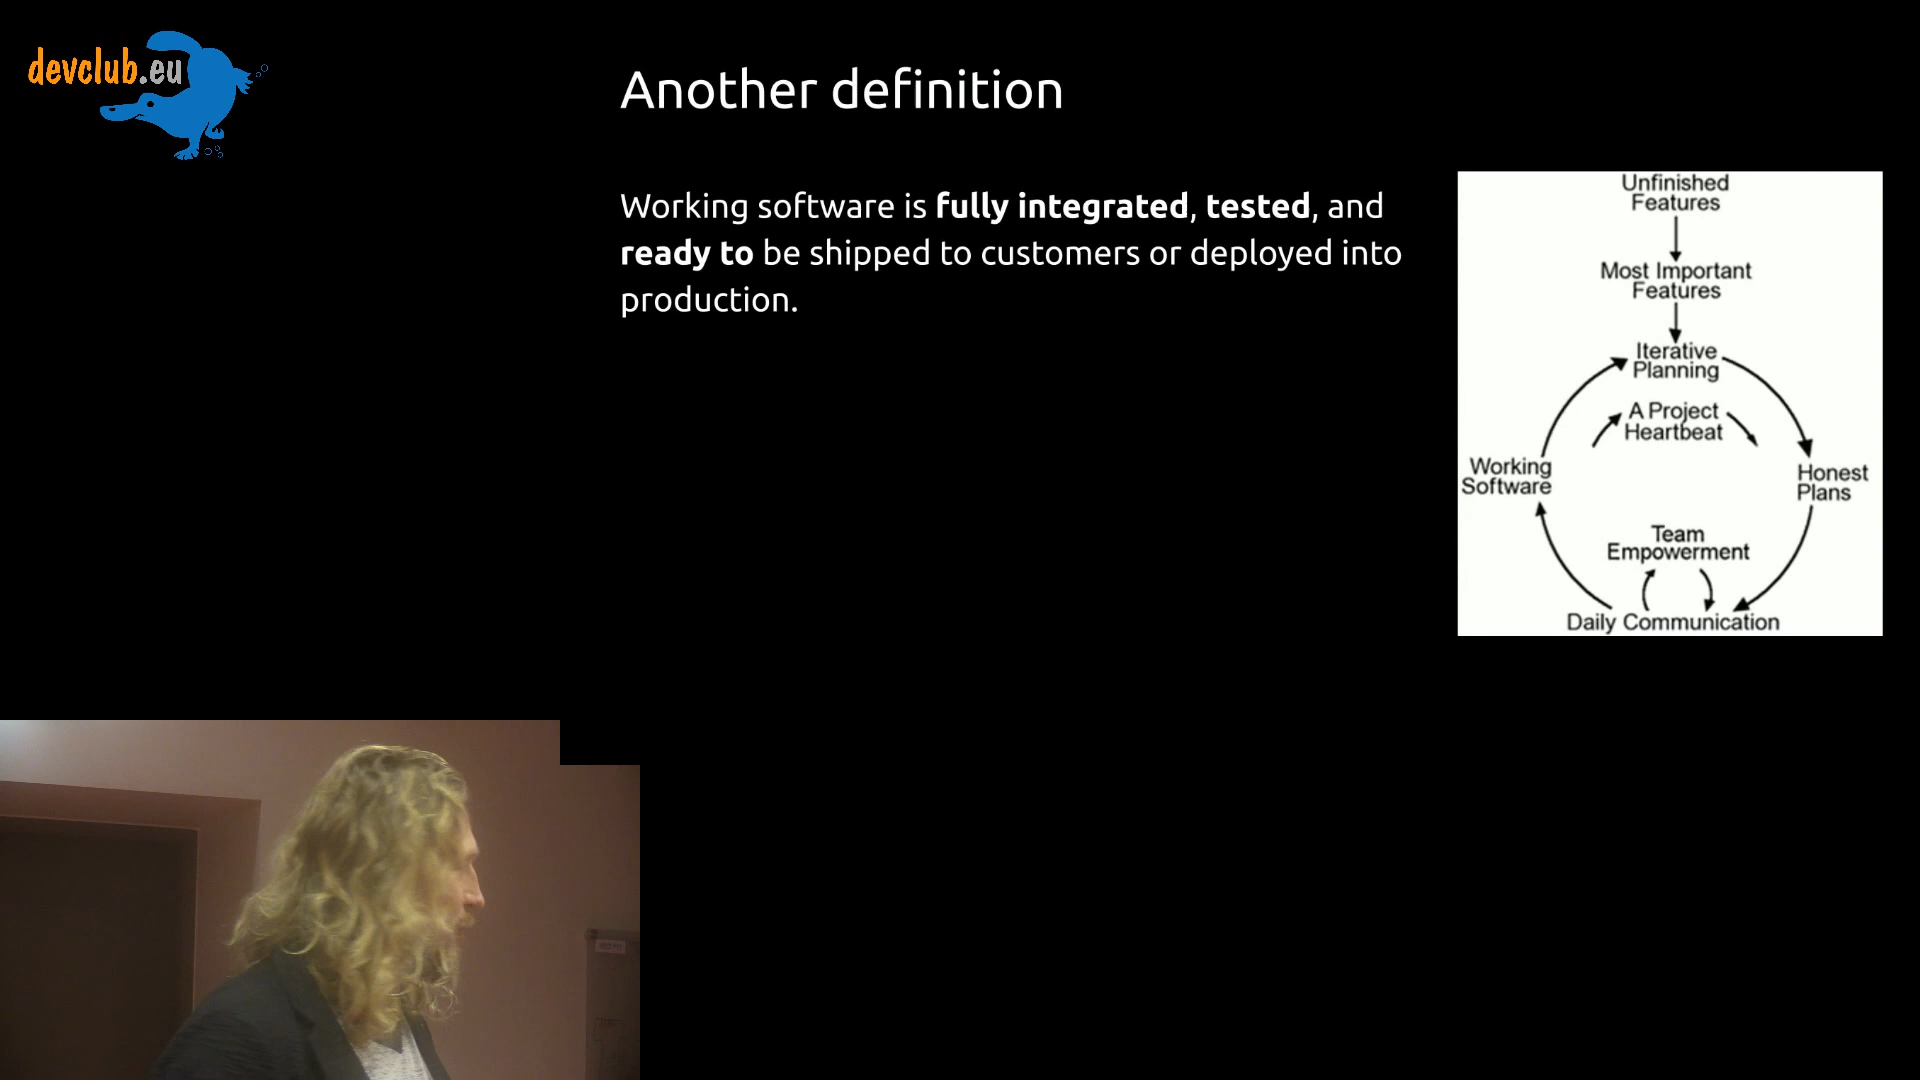 devclub.eu
Another definition
Working software is fully integrated, tested, and
ready to be shipped to customers or deployed into
production.
Unfinished
Features
Most Important
Features
Iterative
Planning
A Project
Heartbeat
Working
Software
Honest
Plans
Team
Empowerment
Daily Communication